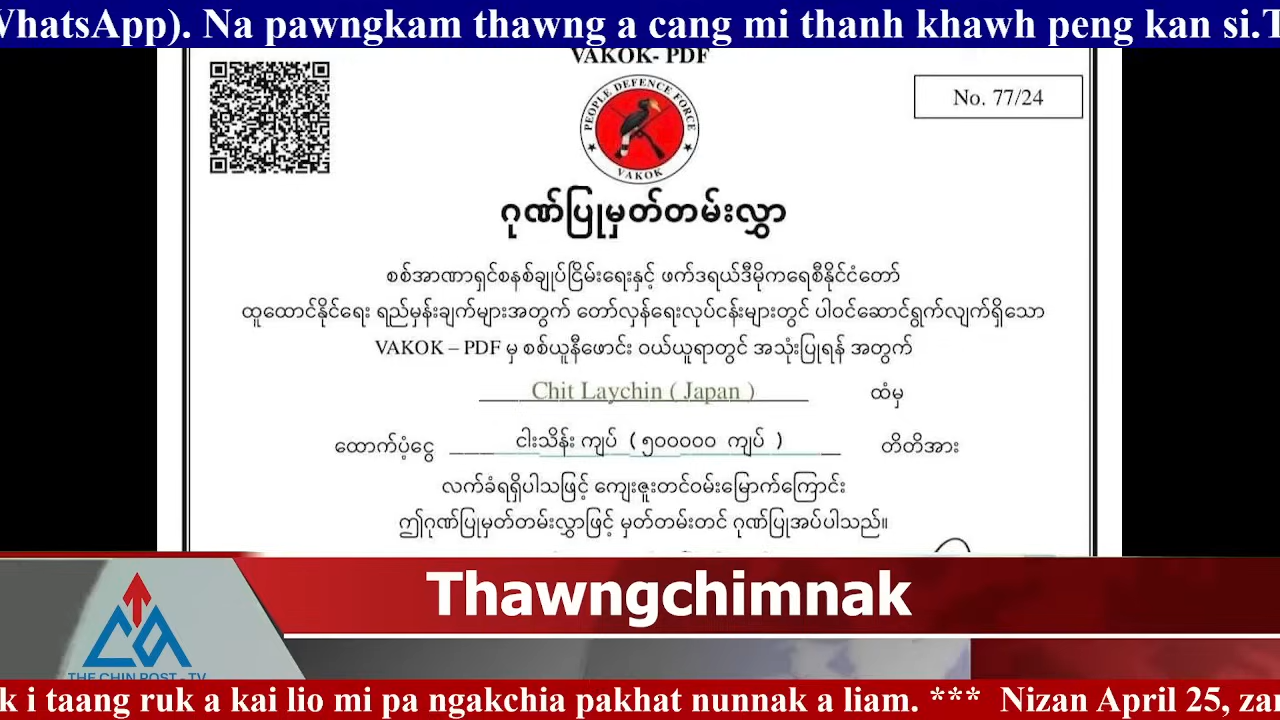 WhatsApp). Na pawngkam thawng a cang mi thanh khawh peng kan si.
VAKOK- PDF
No. 77/24
PEOPLE DEFENCE FORCE
VAKOK
ဂုဏ်ပြုမှတ်တမ်းလွှာ
စစ်အာဏာရှင်စနစ်ချုပ်ငြိမ်းရေးနှင့် ဖက်ဒရယ်ဒီမိုကရေစီနိုင်ငံတော်
ထူထောင်နိုင်ရေး ရည်မှန်းချက်များအတွက် တော်လှန်ရေးလုပ်ငန်းများတွင် ပါဝင်ဆောင်ရွက်လျက်ရှိသော
VAKOK – PDF မှ စစ်ယူနီဖောင်း ဝယ်ယူရာတွင် အသုံးပြုရန် အတွက်
Chit Laychin ( Japan ) ထံမှ
ထောက်ပံ့ငွေ ငါးသိန်း ကျပ် ( ၅၀၀၀၀၀ ကျပ် ) တိတိအား
လက်ခံရရှိပါသဖြင့် ကျေးဇူးတင်ဝမ်းမြောက်ကြောင်း
ဤဂုဏ်ပြုမှတ်တမ်းလွှာဖြင့် မှတ်တမ်းတင် ဂုဏ်ပြုအပ်ပါသည်။
Thawngchimnak
THE CHIN POST - TV
k i taang ruk a kai lio mi pa ngakchia pakhat nunnak a liam. *** Nizan April 25,